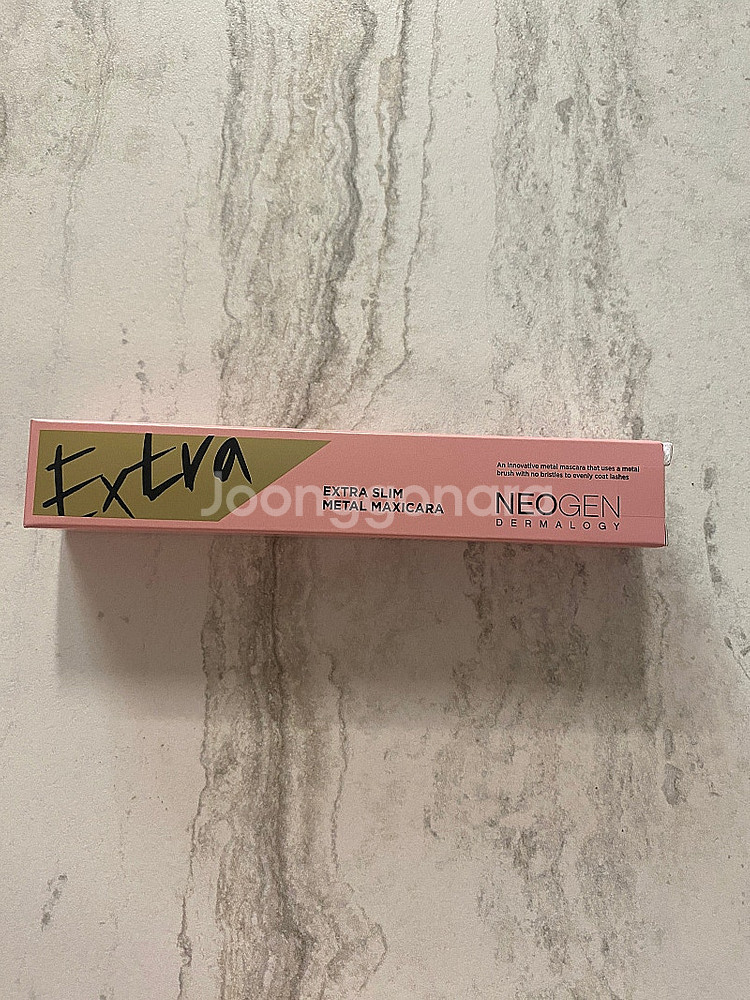 Extra
EXTRA SLIM
METAL MAXICARA
An innovative metal mascara that uses a metal
brush with no bristles to evenly coat lashes
NEOGEN
DERMALOGY
Joonggonara